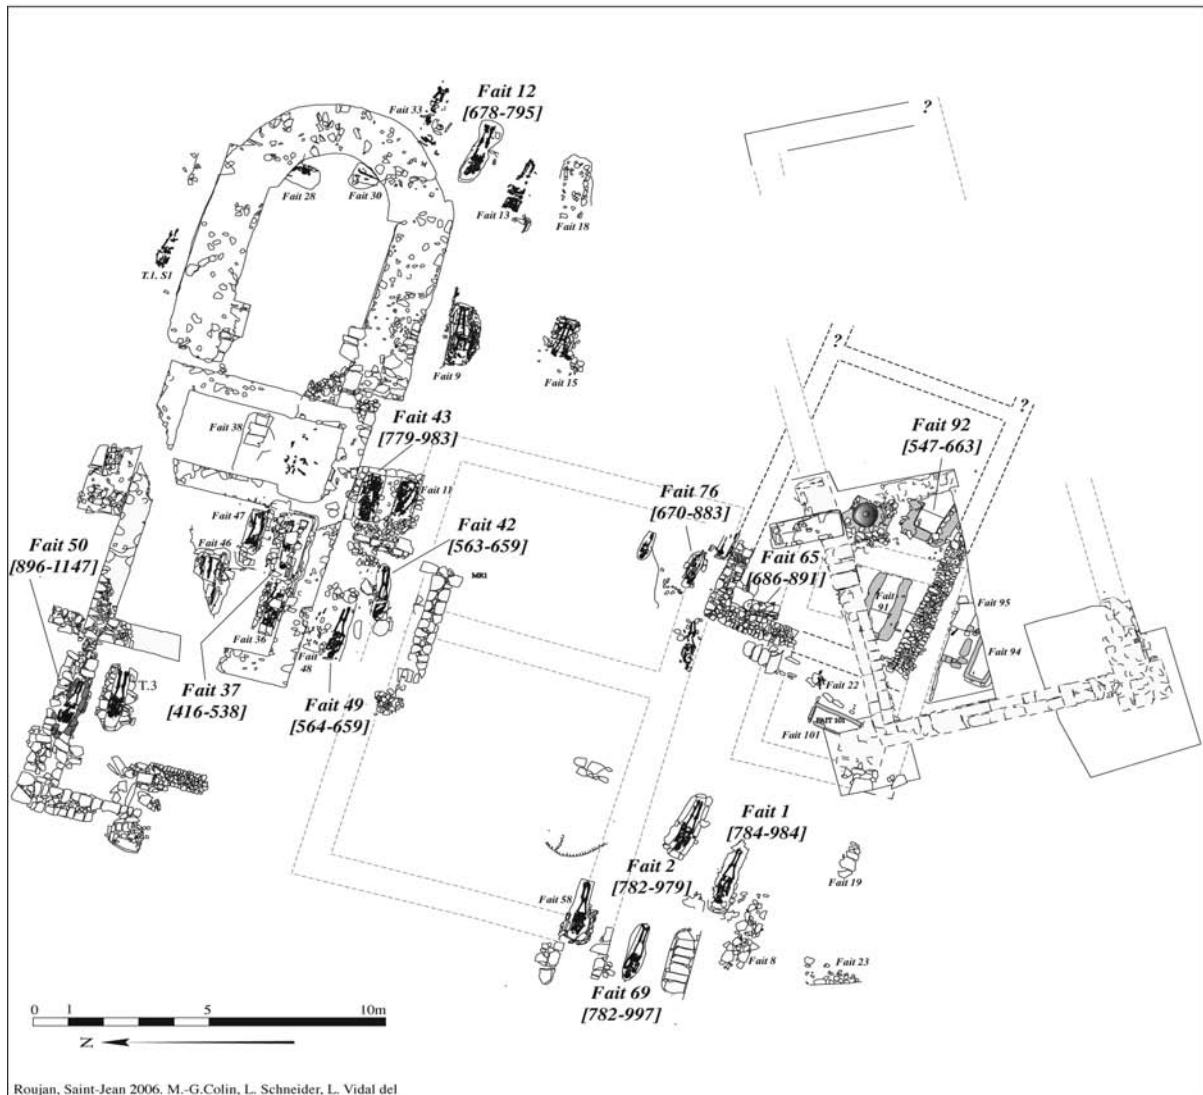 ?
Fait 33
Fait 12
[678-795]
Fait 28
Fait 30
Fait 13
Fait 18
T.1. S1
Fait 9
Fait 15
?
?
Fait 38
Fait 43
[779-983]
Fait 92
[547-663]
Fait 11
Fait 76
[670-883]
Fait 47
Fait 42
[563-659]
Fait 50
[896-1147]
Fait 46
Fait 65
[686-891]
MR1
Fait 91
Fait 95
Fait 36
Fait 48
Fait 94
T.3
Fait 37
[416-538]
Fait 49
[564-659]
Fait 22
FAIT 101
Fait 101
Fait 1
[784-984]
Fait 2
[782-979]
Fait 19
Fait 58
Fait 8
Fait 23
Fait 69
[782-997]
0 1 5 10m
N
Roujan, Saint-Jean 2006. M.-G.Colin, L. Schneider, L. Vidal del